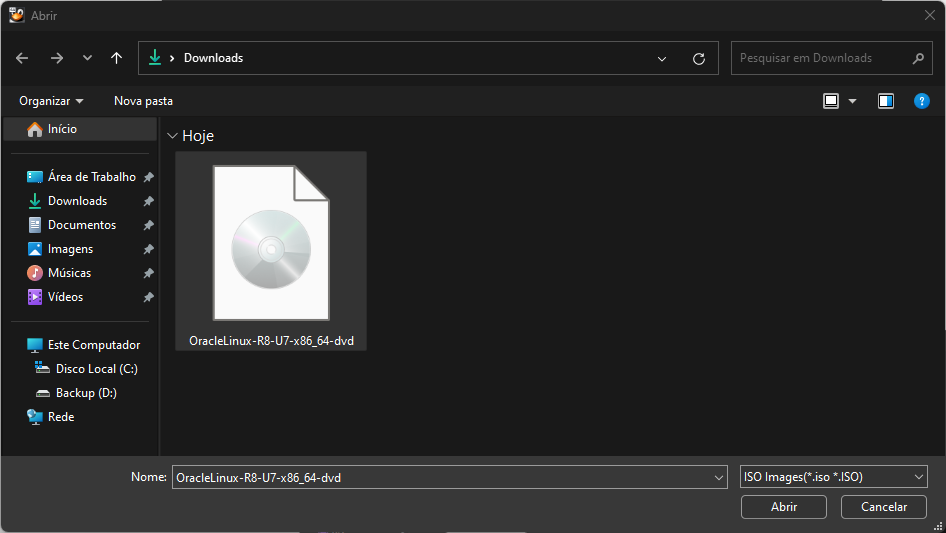 Abrir
Downloads
Pesquisar em Downloads
Organizar
Nova pasta
?
Início
Área de Trabalho
Downloads
Documentos
Imagens
Músicas
Vídeos
Este Computador
Disco Local (C:)
Backup (D:)
Rede
Hoje
OracleLinux-R8-U7-x86_64-dvd
Nome:
OracleLinux-R8-U7-x86_64-dvd
ISO Images(*.iso *.ISO)
Abrir
Cancelar